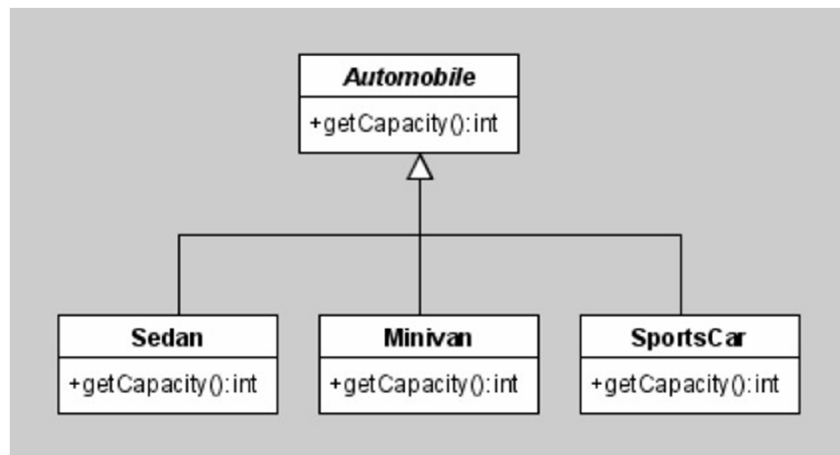 Automobile
+getCapacity():int
Sedan
+getCapacity():int
Minivan
+getCapacity():int
SportsCar
+getCapacity():int